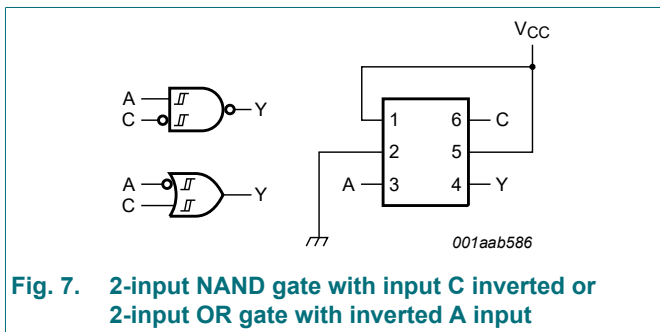 VCC
A
C
Y
A
C
Y
1 6 C
2 5
A 3 4 Y
001aab586
Fig. 7. 2-input NAND gate with input C inverted or
2-input OR gate with inverted A input